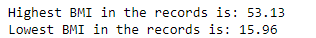 Highest BMI in the records is: 53.13
Lowest BMI in the records is: 15.96